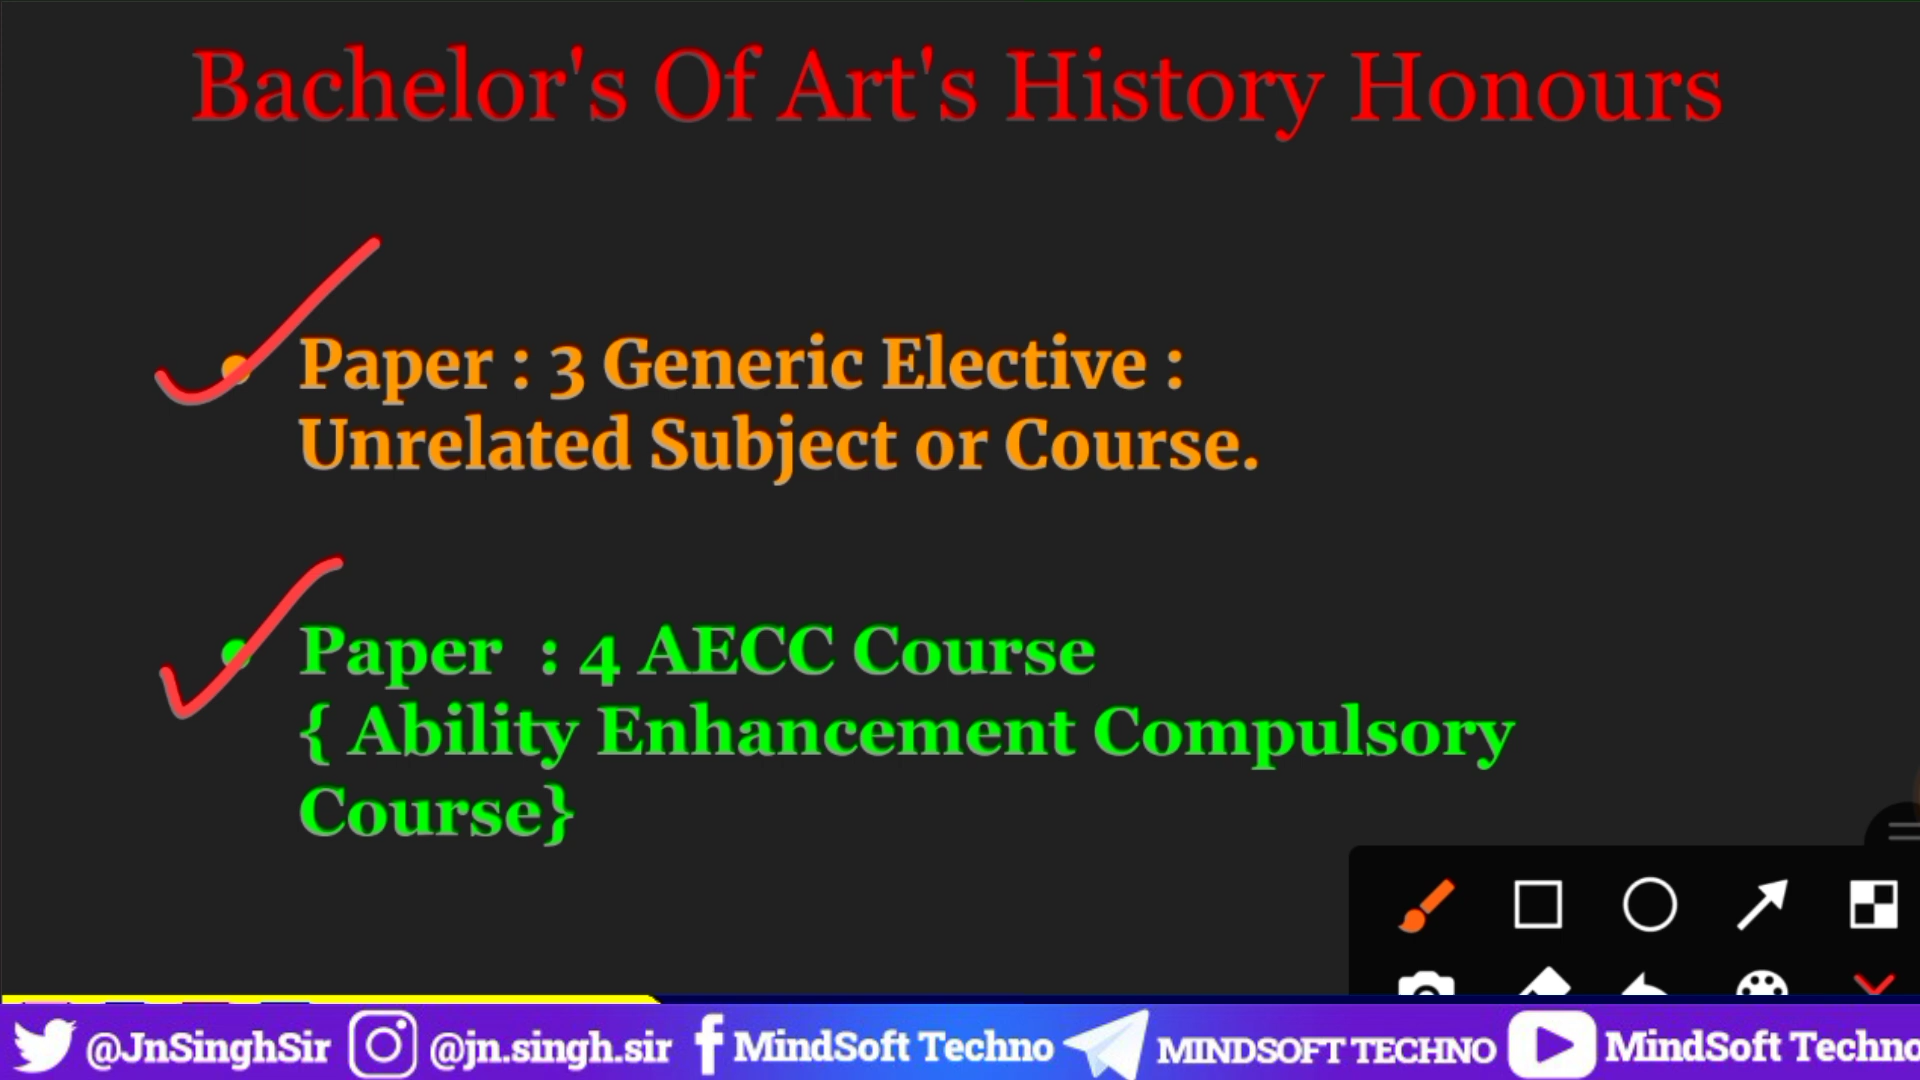 Bachelor's Of Art's History Honours
Paper : 3 Generic Elective :
Unrelated Subject or Course.
Paper : 4 AECC Course
{ Ability Enhancement Compulsory
Course}
@JnSinghSir @jn.singh.sir MindSoft Techno MINDSOFT TECHNO MindSoft Techno